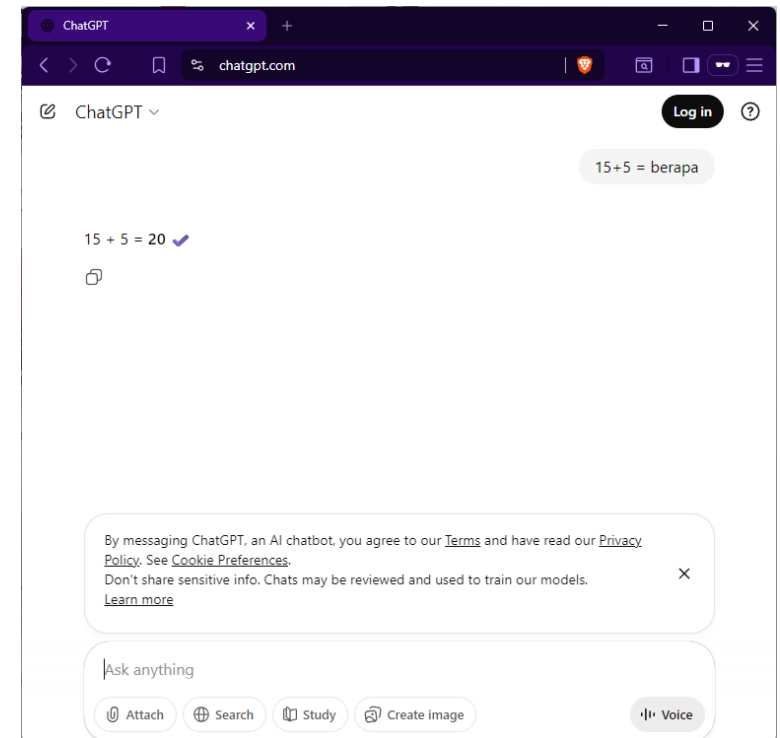 ChatGPT
chatgpt.com
ChatGPT
Log in
15+5 = berapa
15 + 5 = 20
By messaging ChatGPT, an AI chatbot, you agree to our Terms and have read our Privacy
Policy. See Cookie Preferences.
Don't share sensitive info. Chats may be reviewed and used to train our models.
Learn more
Ask anything
Attach
Search
Study
Create image
Voice